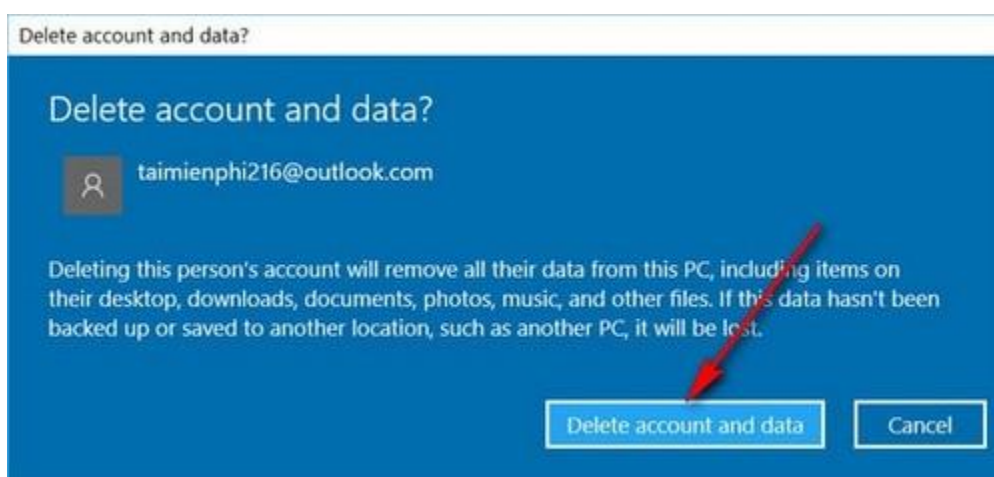 Delete account and data?
Delete account and data?
taimienphi216@outlook.com
Deleting this person's account will remove all their data from this PC, including items on
their desktop, downloads, documents, photos, music, and other files. If this data hasn't been
backed up or saved to another location, such as another PC, it will be lost.
Delete account and data
Cancel